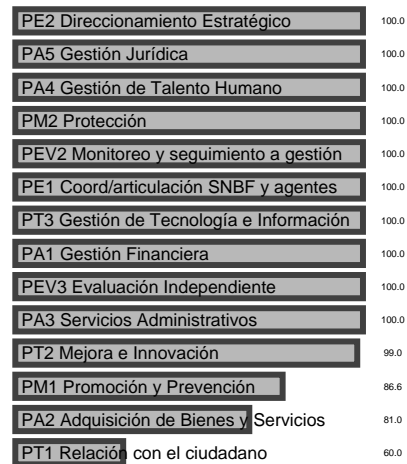 PE2 Direccionamiento Estratégico 100.0
PA5 Gestión Jurídica 100.0
PA4 Gestión de Talento Humano 100.0
PM2 Protección 100.0
PEV2 Monitoreo y seguimiento a gestión 100.0
PE1 Coord/articulación SNBF y agentes 100.0
PT3 Gestión de Tecnología e Información 100.0
PA1 Gestión Financiera 100.0
PEV3 Evaluación Independiente 100.0
PA3 Servicios Administrativos 100.0
PT2 Mejora e Innovación 99.0
PM1 Promoción y Prevención 86.6
PA2 Adquisición de Bienes y Servicios 81.0
PT1 Relación con el ciudadano 60.0